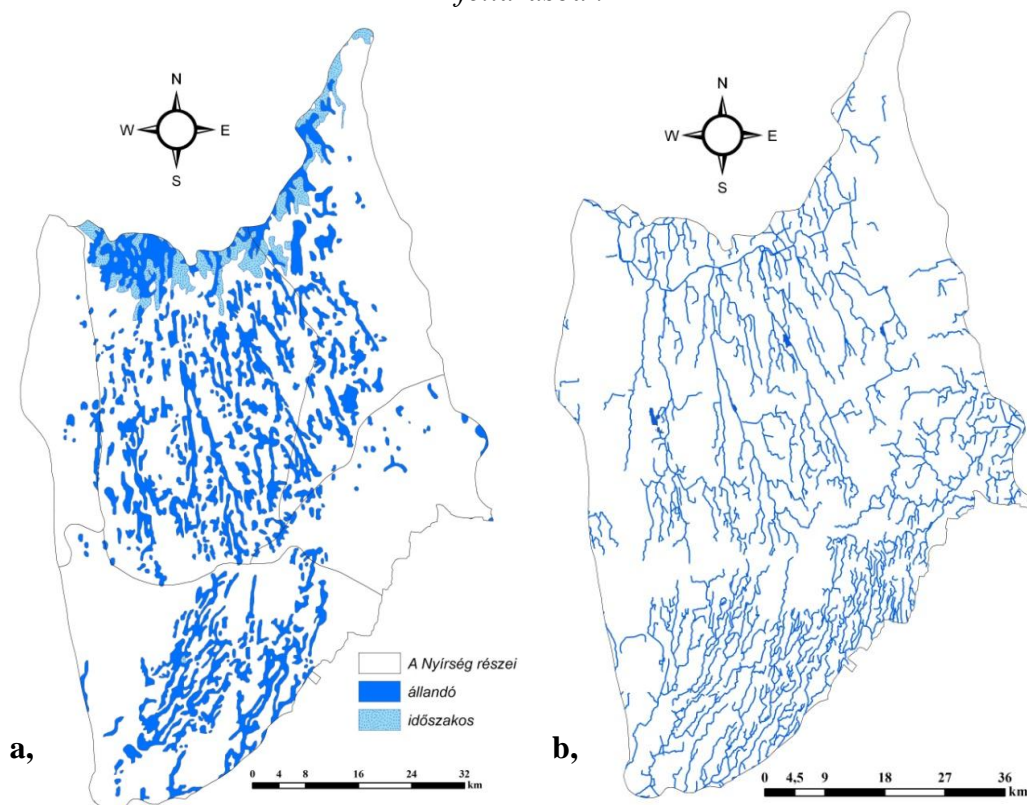 N
W E
S
N
W E
S
A Nyírség részei
állandó
időszakos
a,
0 4 8 16 24 32
km
b,
0 4,5 9 18 27 36
km